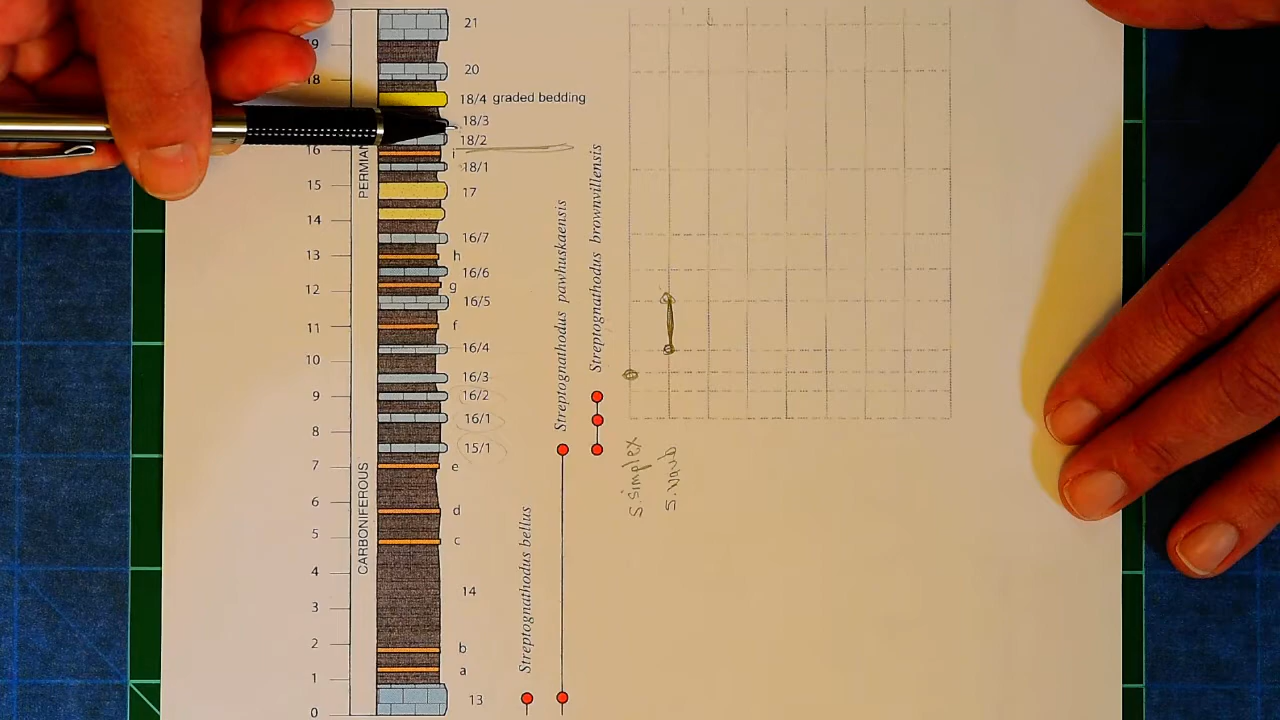 21
19
20
18
18/4 graded bedding
18/3
18/2
16
i
18/1
PERMIAN
15
17
14
16/7
13
h
16/6
12
g
16/5
11
f
16/4
10
16/3
9
16/2
16/1
8
15/1
7
e
6
d
5
c
CARBONIFEROUS
4
14
3
2
b
1
a
13
0
Streptognathodus bellus
Streptognathodus pawhuskaensis
Streptognathodus brownvillensis
S. simplex